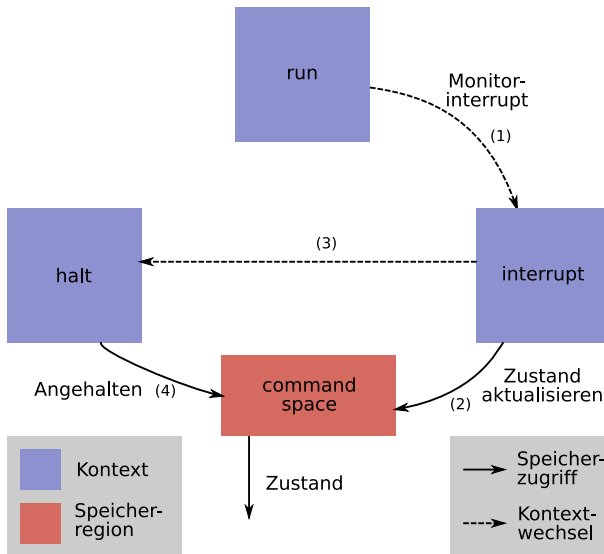 run
Monitor-
interrupt
(1)
(3)
halt
interrupt
Angehalten (4)
command
space
(2)
Zustand
aktualisieren
Zustand
Kontext
Speicher-
region
Speicher-
zugriff
Kontext-
wechsel